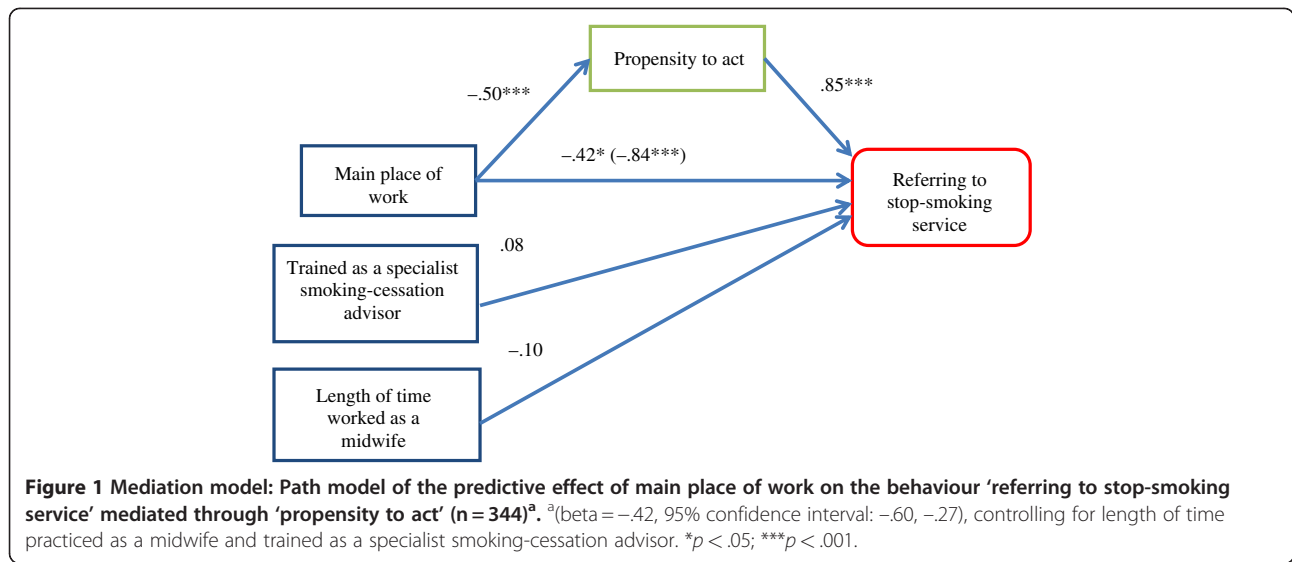 Propensity to act
–.50***
.85***
–.42* (–.84***)
Main place of
work
Referring to
stop-smoking
service
.08
Trained as a specialist
smoking-cessation
advisor
–.10
Length of time
worked as a
midwife
Figure 1 Mediation model: Path model of the predictive effect of main place of work on the behaviour ‘referring to stop-smoking
service’ mediated through ‘propensity to act’ (n = 344)ᵃ. ᵃ(beta = –.42, 95% confidence interval: –.60, –.27), controlling for length of time
practiced as a midwife and trained as a specialist smoking-cessation advisor. *p < .05; ***p < .001.